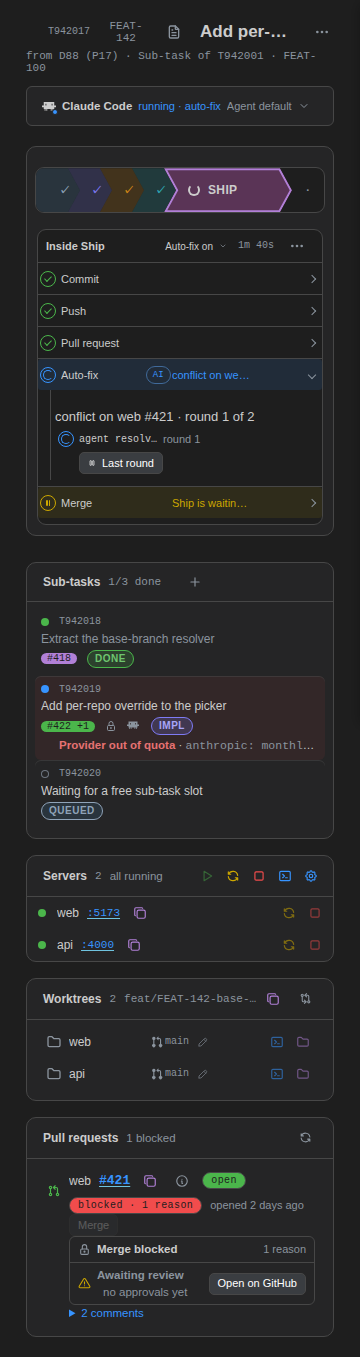 T942017 FEAT-142 Add per-…
from D88 (P17) · Sub-task of T942001 · FEAT-100
Claude Code running · auto-fix Agent default
SHIP
Inside Ship Auto-fix on 1m 40s
Commit
Push
Pull request
Auto-fix AI conflict on we…
conflict on web #421 · round 1 of 2
agent resolv… round 1
Last round
Merge Ship is waitin…
Sub-tasks 1/3 done
T942018
Extract the base-branch resolver
#418 DONE
T942019
Add per-repo override to the picker
#422 +1 IMPL
Provider out of quota · anthropic: monthl…
T942020
Waiting for a free sub-task slot
QUEUED
Servers 2 all running
web :5173
api :4000
Worktrees 2 feat/FEAT-142-base-…
web main
api main
Pull requests 1 blocked
web #421 open
blocked · 1 reason opened 2 days ago
Merge
Merge blocked 1 reason
Awaiting review
no approvals yet
Open on GitHub
2 comments